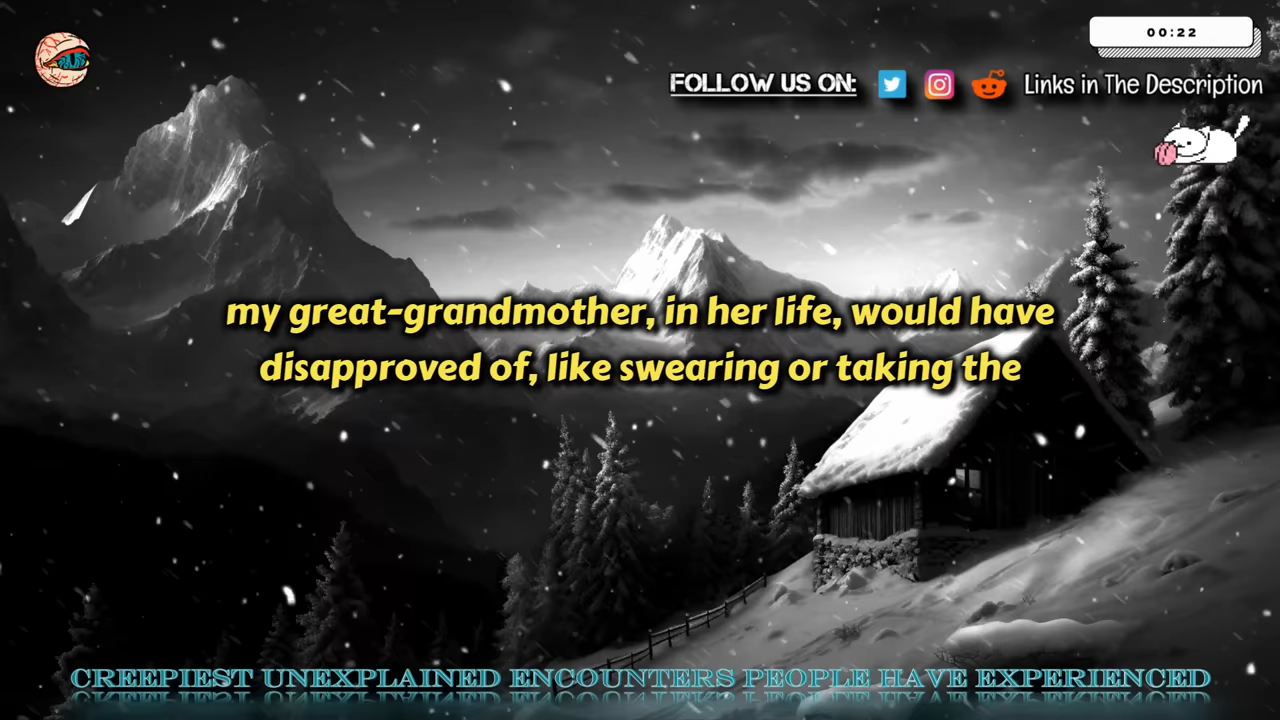 00:22
FOLLOW US ON: Links in The Description
my great-grandmother, in her life, would have
disapproved of, like swearing or taking the
CREEPIEST UNEXPLAINED ENCOUNTERS PEOPLE HAVE EXPERIENCED